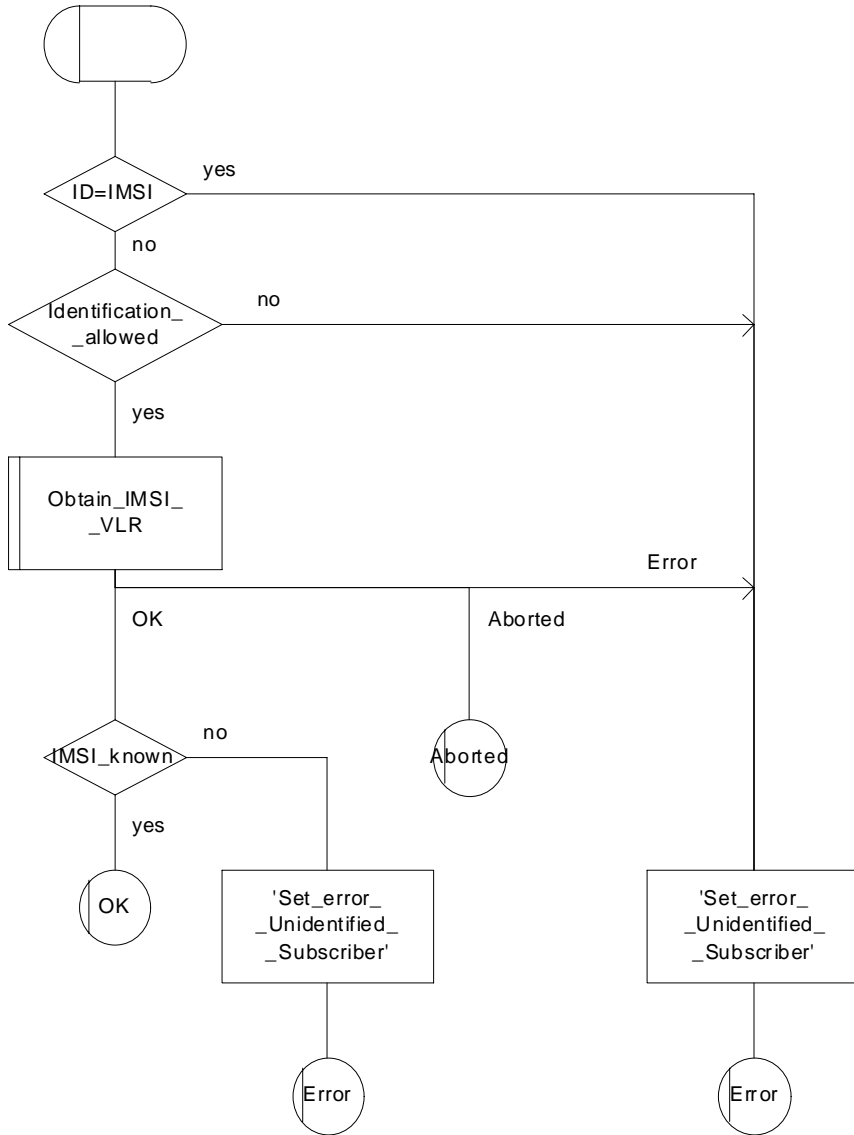 yes
ID=IMSI
no
Identification_
_allowed
no
yes
Obtain_IMSI_
_VLR
Error
OK
Aborted
no
IMSI_known
Aborted
yes
OK
'Set_error_
_Unidentified_
_Subscriber'
'Set_error_
_Unidentified_
_Subscriber'
Error
Error